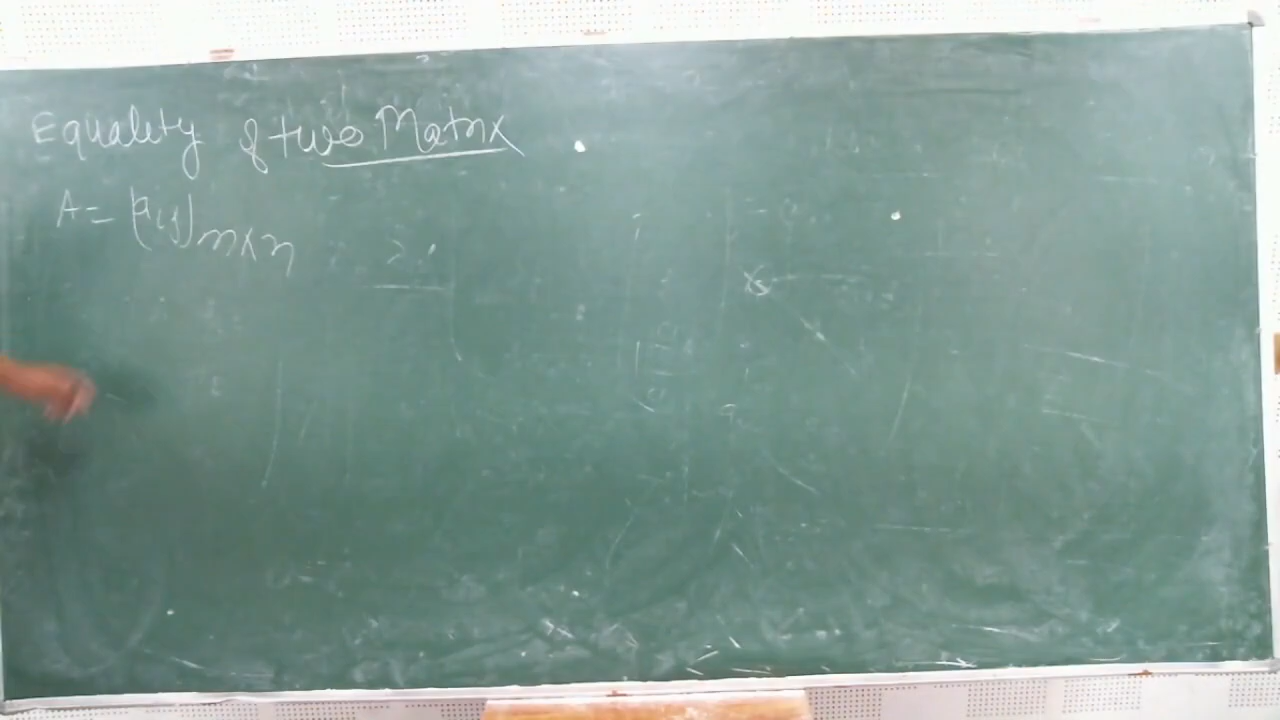 Equality of two Matrix
A = [aij]m×n